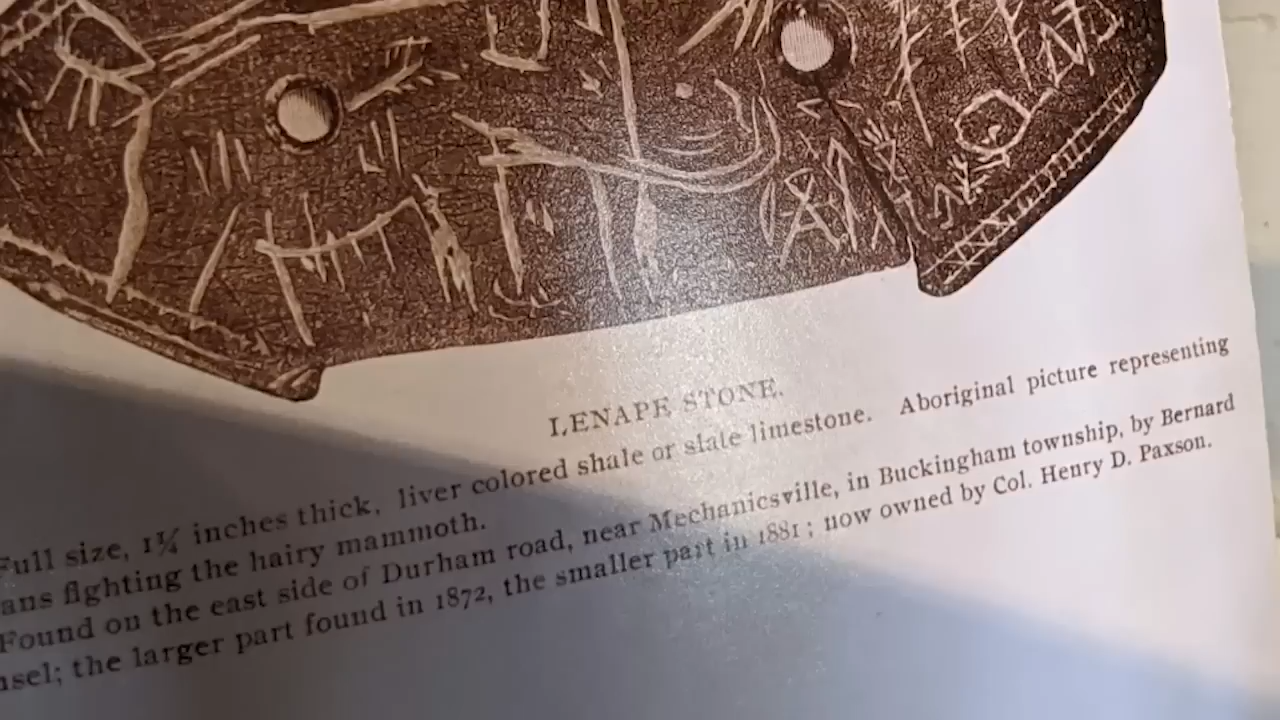 LENAPE STONE.
Full size, 1¼ inches thick, liver colored shale or slate limestone. Aboriginal picture representing
ans fighting the hairy mammoth.
Found on the east side of Durham road, near Mechanicsville, in Buckingham township, by Bernard
nsel; the larger part found in 1872, the smaller part in 1881; now owned by Col. Henry D. Paxson.